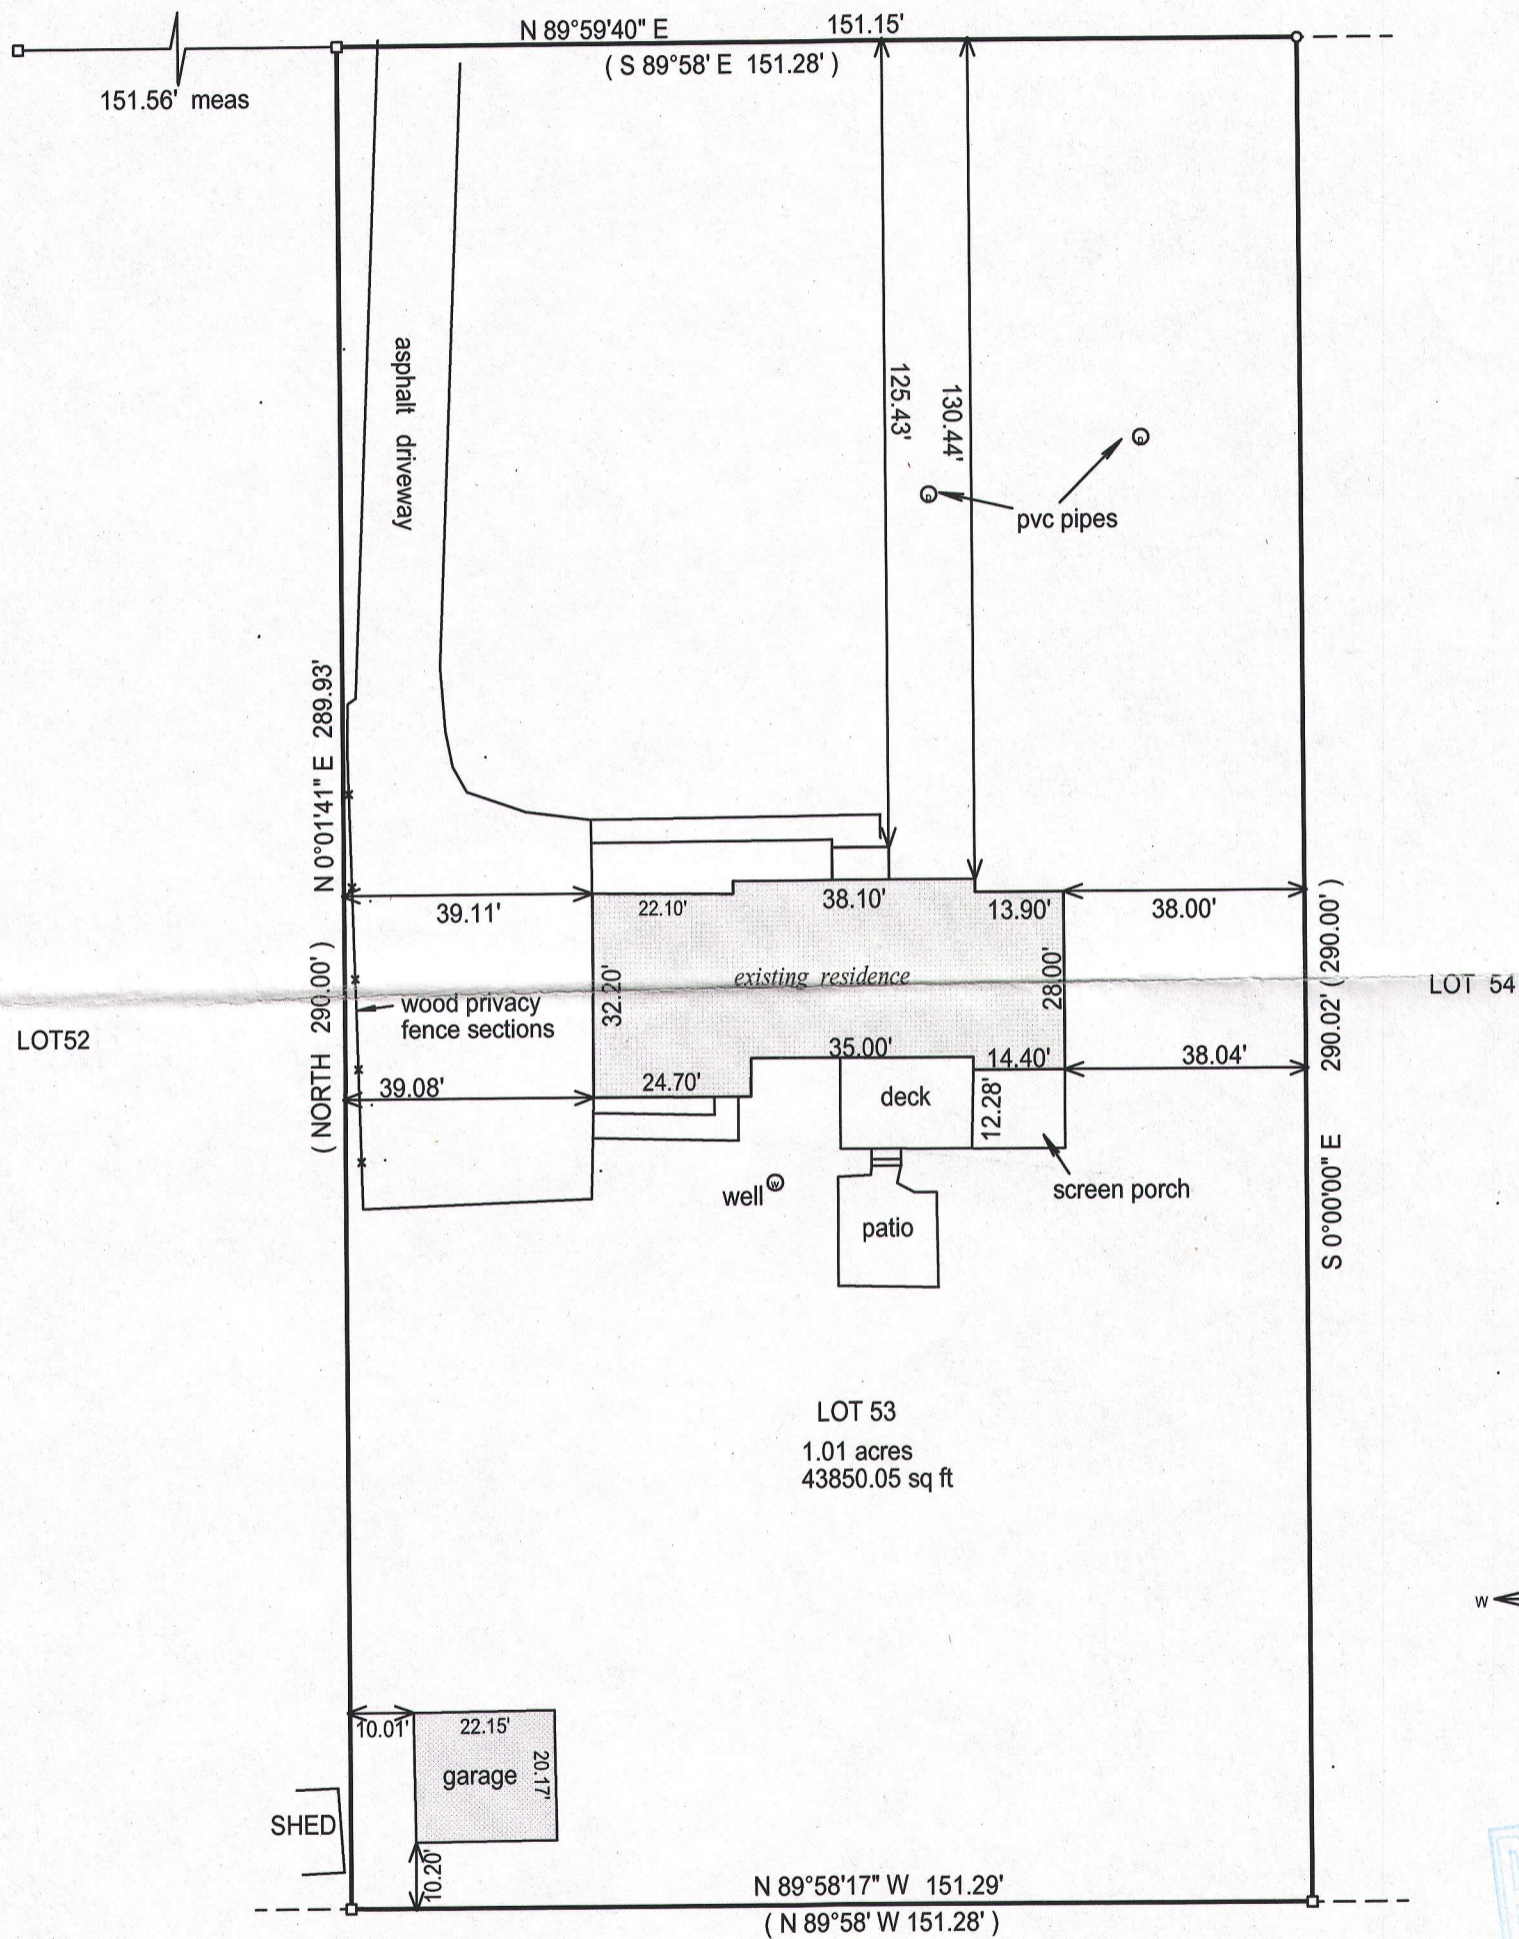 N 89°59'40" E 151.15'
( S 89°58' E 151.28' )
151.56' meas
asphalt driveway
125.43'
130.44'
pvc pipes
N 0°01'41" E 289.93'
( NORTH 290.00' )
39.11'
22.10'
38.10'
13.90'
38.00'
existing residence
32.20'
28.00'
wood privacy
fence sections
LOT52
LOT 54
290.02' ( 290.00' )
S 0°00'00" E
35.00'
14.40'
38.04'
24.70'
39.08'
deck
12.28'
well
w
screen porch
patio
LOT 53
1.01 acres
43850.05 sq ft
W
10.01'
22.15'
20.17'
garage
SHED
10.20'
N 89°58'17" W 151.29'
( N 89°58' W 151.28' )